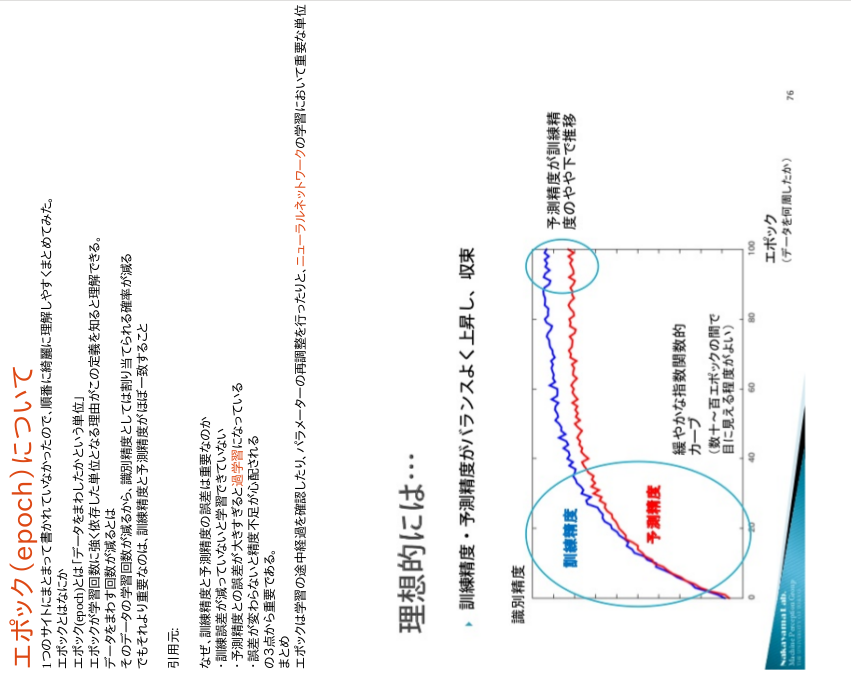 エポック(epoch)について
1つのサイトにまとまって書かれていなかったので、順番に綺麗に理解しやすくまとめてみた。
エポックとはなにか
エポック(epoch)とは「データをまわしたかという単位」
エポックが学習回数に強く依存した単位となる理由がこの定義を知ると理解できる。
データをまわす回数が減るとは
そのデータの学習回数が減るから、識別精度としては割り当てられる確率が減る
でもそれより重要なのは、訓練精度と予測精度がほぼ一致すること
引用元:
なぜ、訓練精度と予測精度の誤差は重要なのか
・訓練誤差が減っていないと学習できていない
・予測精度との誤差が大きすぎると過学習になっている
・誤差が変わらないと精度不足が心配される
の3点から重要である。
まとめ
エポックは学習の途中経過を確認したり、パラメーターの再調整を行ったりと、ニューラルネットワークの学習において重要な単位
理想的には…
訓練精度・予測精度がバランスよく上昇し、収束
識別精度
訓練精度
予測精度
予測精度が訓練精
度のやや下で推移
緩やかな指数関数的
カーブ
(数十～百エポックの間で
目に見える程度がよい)
0
20
40
60
80
100
エポック
(データを何周したか)
Nakayama Lab.
Machine Perception Group
76